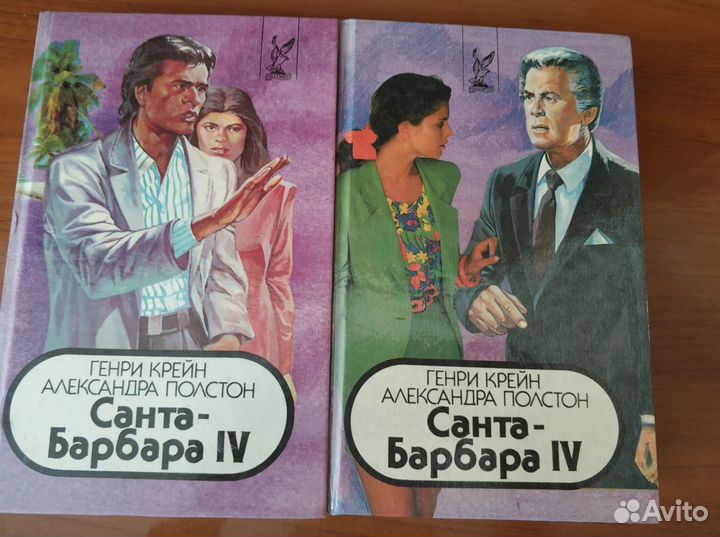 ГЕНРИ КРЕЙН
АЛЕКСАНДРА ПОЛСТОН
Санта-
Барбара IV
ГЕНРИ КРЕЙН
АЛЕКСАНДРА ПОЛСТОН
Санта-
Барбара IV
Avito